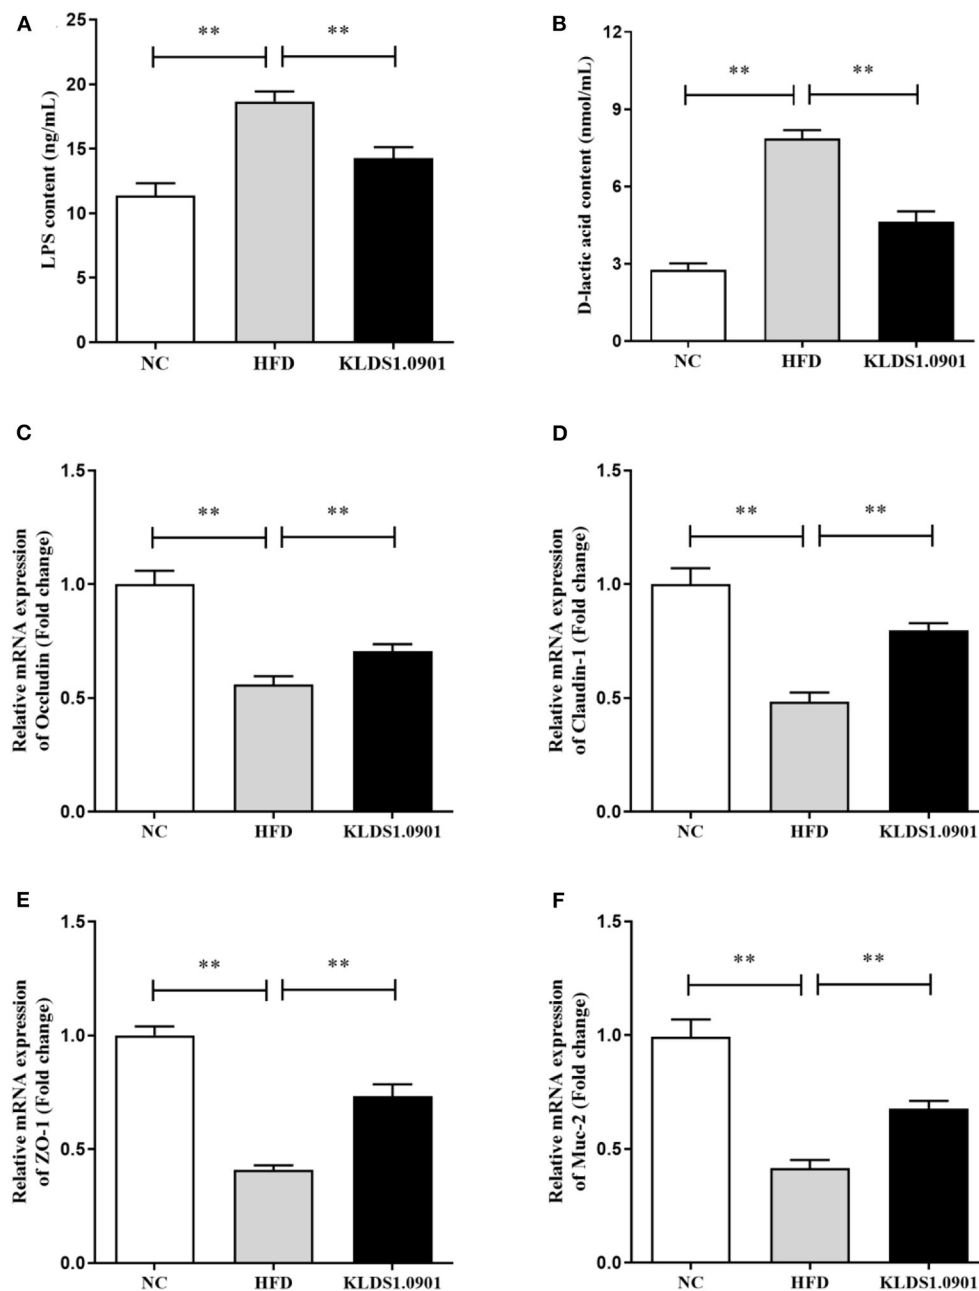 A
LPS content (ng/mL)
25
20
15
10
5
0
** **
NC HFD KLDS1.0901
B
D-lactic acid content (nmol/mL)
12
9
6
3
0
** **
NC HFD KLDS1.0901
C
Relative mRNA expression
of Occludin (Fold change)
1.5
1.0
0.5
0.0
** **
NC HFD KLDS1.0901
D
Relative mRNA expression
of Claudin-1 (Fold change)
1.5
1.0
0.5
0.0
** **
NC HFD KLDS1.0901
E
Relative mRNA expression
of ZO-1 (Fold change)
1.5
1.0
0.5
0.0
** **
NC HFD KLDS1.0901
F
Relative mRNA expression
of Muc-2 (Fold change)
1.5
1.0
0.5
0.0
** **
NC HFD KLDS1.0901